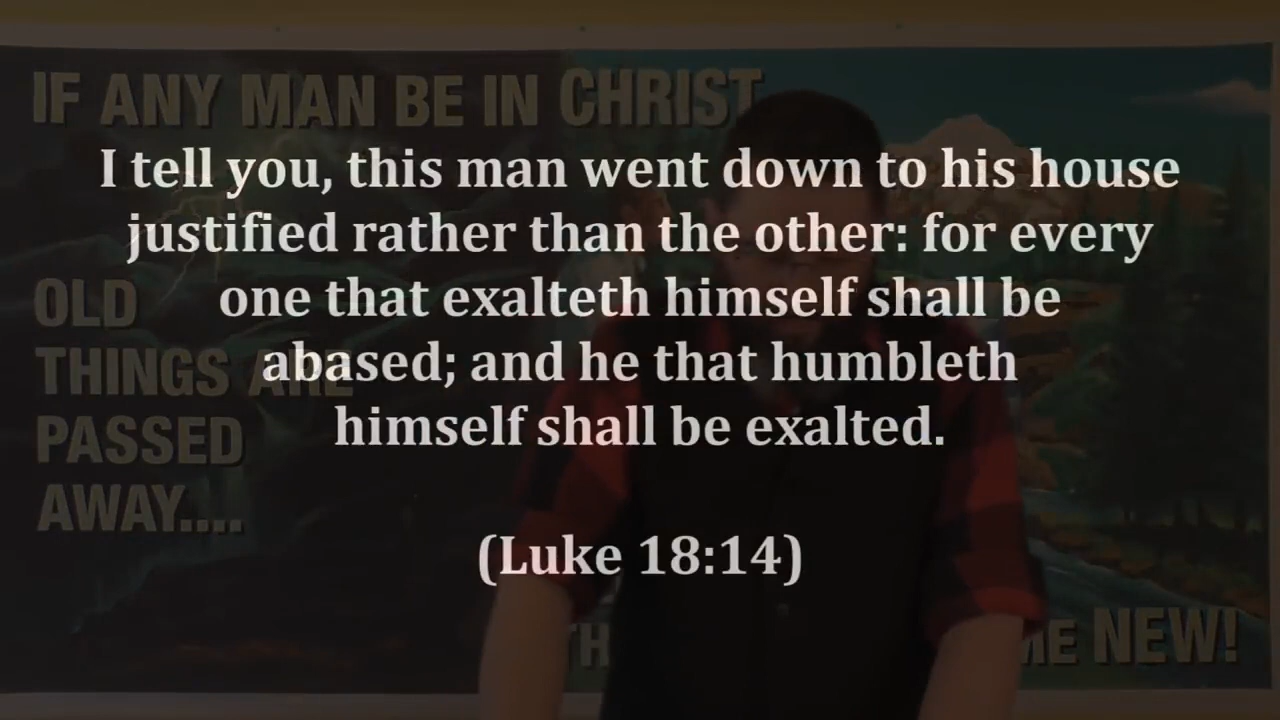 IF ANY MAN BE IN CHRIST
I tell you, this man went down to his house
justified rather than the other: for every
one that exalteth himself shall be
abased; and he that humbleth
himself shall be exalted.
(Luke 18:14)
OLD
THINGS ARE
PASSED
AWAY....
NEW!